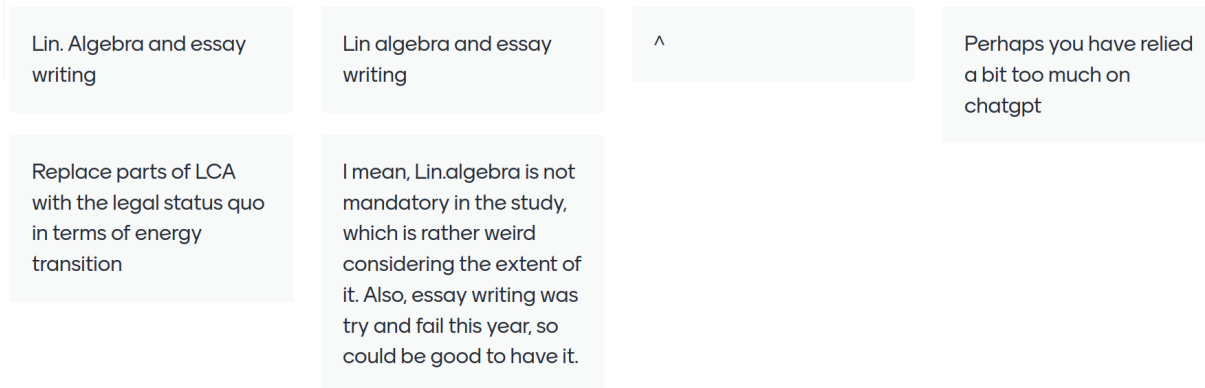 Lin. Algebra and essay
writing
Lin algebra and essay
writing
^
Perhaps you have relied
a bit too much on
chatgpt
Replace parts of LCA
with the legal status quo
in terms of energy
transition
I mean, Lin.algebra is not
mandatory in the study,
which is rather weird
considering the extent of
it. Also, essay writing was
try and fail this year, so
could be good to have it.